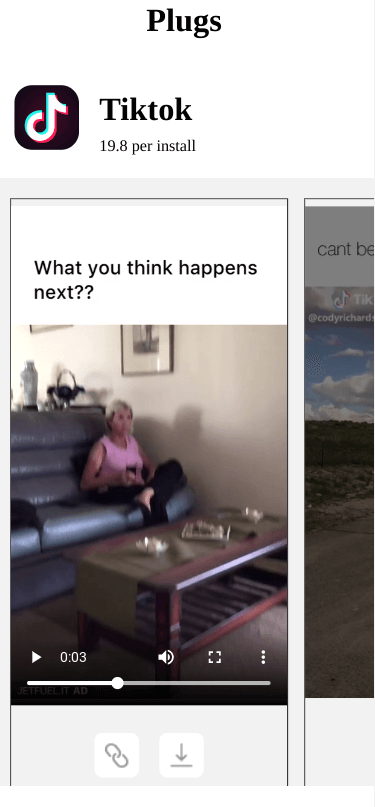 Plugs
Tiktok
19.8 per install
What you think happens
next??
cant be
Tik
@codyrichards
0:03
JETFUEL.IT AD